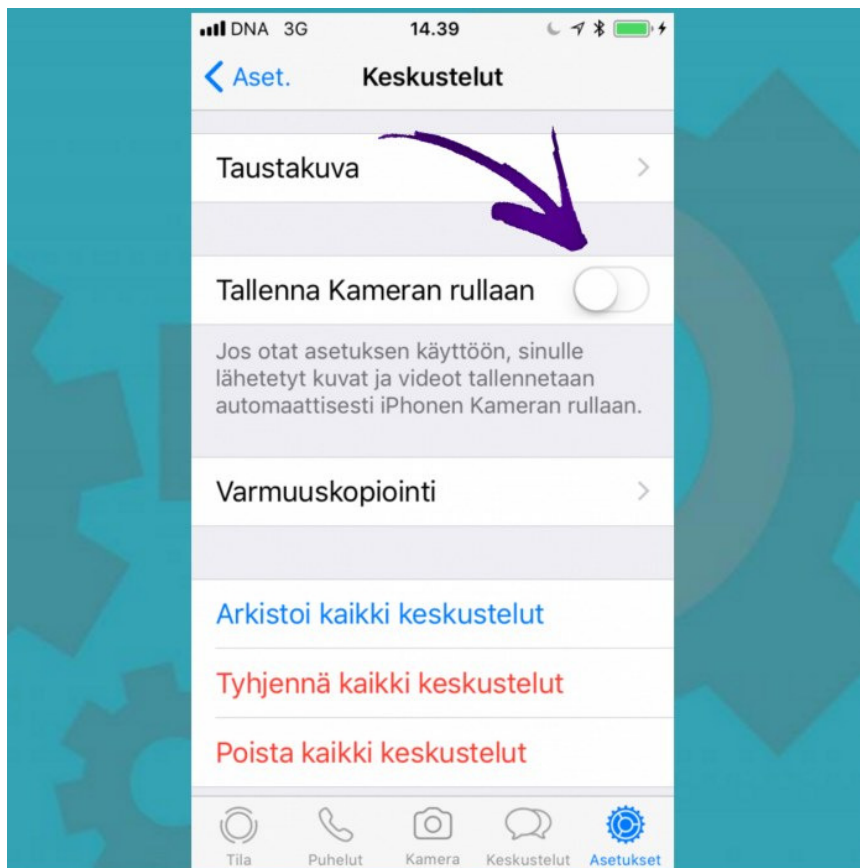 DNA 3G 14.39
Aset. Keskustelut
Taustakuva
Tallenna Kameran rullaan
Jos otat asetuksen käyttöön, sinulle
lähetetyt kuvat ja videot tallennetaan
automaattisesti iPhonen Kameran rullaan.
Varmuuskopiointi
Arkistoi kaikki keskustelut
Tyhjennä kaikki keskustelut
Poista kaikki keskustelut
Tila Puhelut Kamera Keskustelut Asetukset